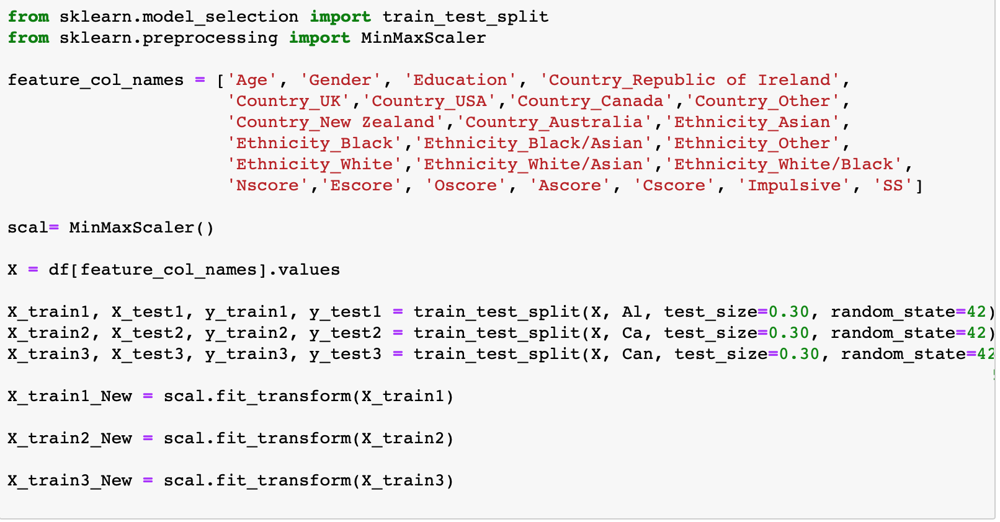 from sklearn.model_selection import train_test_split
from sklearn.preprocessing import MinMaxScaler
feature_col_names = ['Age', 'Gender', 'Education', 'Country_Republic of Ireland',
'Country_UK','Country_USA','Country_Canada','Country_Other',
'Country_New Zealand','Country_Australia','Ethnicity_Asian',
'Ethnicity_Black','Ethnicity_Black/Asian','Ethnicity_Other',
'Ethnicity_White','Ethnicity_White/Asian','Ethnicity_White/Black',
'Nscore','Escore', 'Oscore', 'Ascore', 'Cscore', 'Impulsive', 'SS']
scal= MinMaxScaler()
X = df[feature_col_names].values
X_train1, X_test1, y_train1, y_test1 = train_test_split(X, Al, test_size=0.30, random_state=42)
X_train2, X_test2, y_train2, y_test2 = train_test_split(X, Ca, test_size=0.30, random_state=42)
X_train3, X_test3, y_train3, y_test3 = train_test_split(X, Can, test_size=0.30, random_state=42
X_train1_New = scal.fit_transform(X_train1)
X_train2_New = scal.fit_transform(X_train2)
X_train3_New = scal.fit_transform(X_train3)